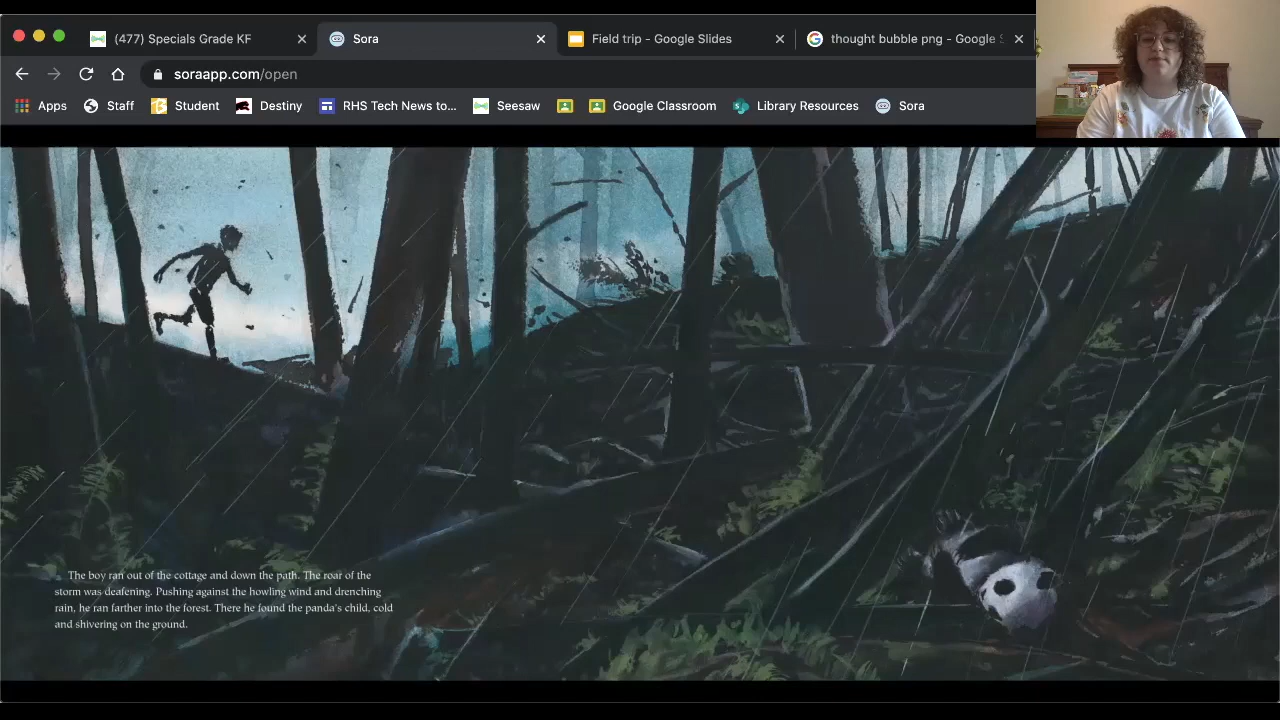 (477) Specials Grade KF
Sora
Field trip - Google Slides
thought bubble png - Google S
soraapp.com/open
Apps
Staff
Student
Destiny
RHS Tech News to...
Seesaw
Google Classroom
Library Resources
Sora
The boy ran out of the cottage and down the path. The roar of the
storm was deafening. Pushing against the howling wind and drenching
rain, he ran farther into the forest. There he found the panda's child, cold
and shivering on the ground.